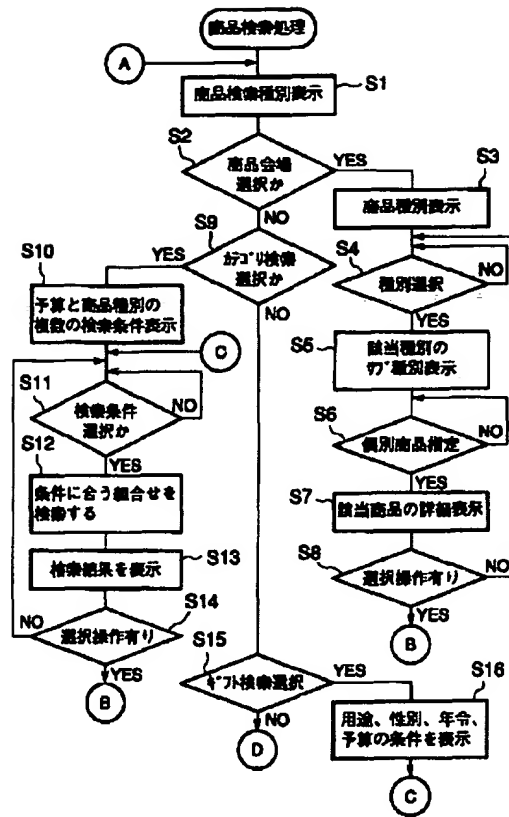 商品検索処理
A
商品検索種別表示
S1
S2
商品会場
選択か
YES
NO
S3
商品種別表示
S4
種別選択
NO
YES
S5
該当種別の
ｻﾌﾞ種別表示
S6
個別商品指定
NO
YES
S7
該当商品の詳細表示
S8
選択操作有り
NO
YES
B
S9
ｶﾃｺﾞﾘ検索
選択か
YES
NO
S10
予算と商品種別の
複数の検索条件表示
C
S11
検索条件
選択か
NO
YES
S12
条件に合う組合せを
検索する
S13
検索結果を表示
S14
選択操作有り
NO
YES
B
S15
ｷﾞﾌﾄ検索選択
YES
NO
D
S16
用途、性別、年令、
予算の条件を表示
C